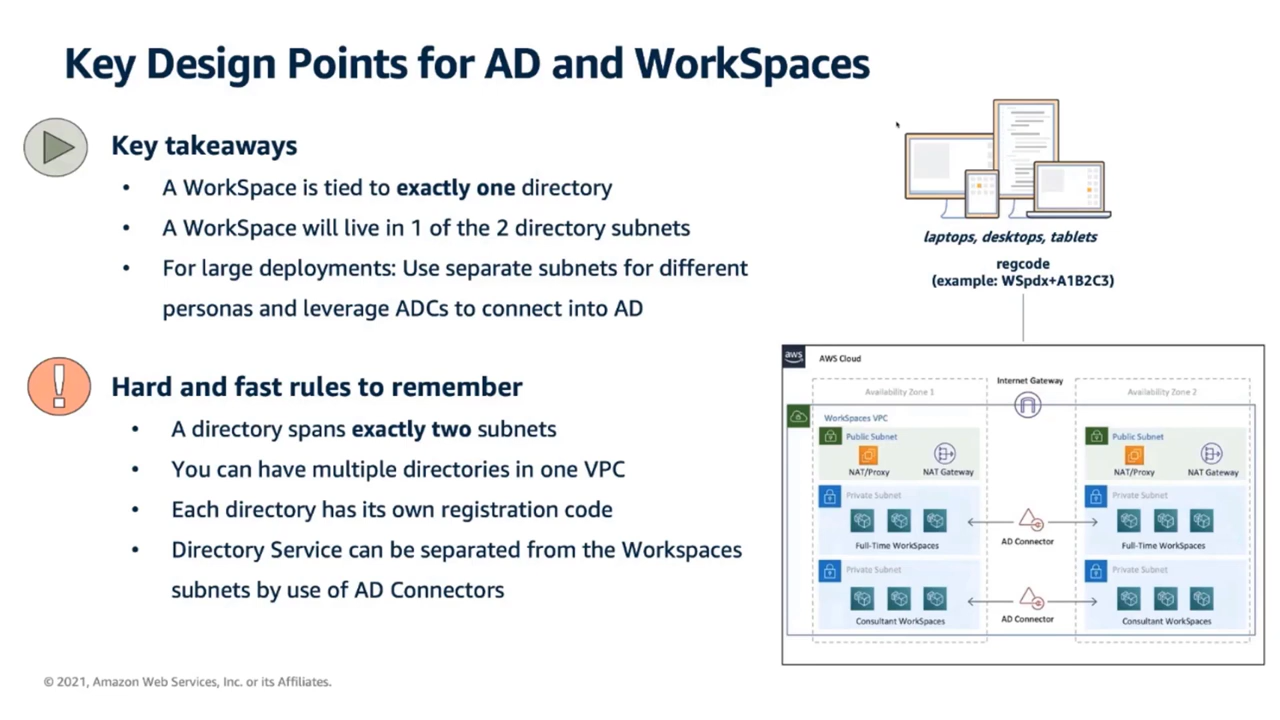 Key Design Points for AD and WorkSpaces
Key takeaways
• A WorkSpace is tied to exactly one directory
• A WorkSpace will live in 1 of the 2 directory subnets
• For large deployments: Use separate subnets for different
personas and leverage ADCs to connect into AD
Hard and fast rules to remember
• A directory spans exactly two subnets
• You can have multiple directories in one VPC
• Each directory has its own registration code
• Directory Service can be separated from the Workspaces
subnets by use of AD Connectors
laptops, desktops, tablets
regcode
(example: WSpdx+A1B2C3)
aws
AWS Cloud
Internet Gateway
Availability Zone 1
Availability Zone 2
WorkSpaces VPC
Public Subnet
NAT/Proxy
NAT Gateway
Public Subnet
NAT/Proxy
NAT Gateway
Private Subnet
Full-Time WorkSpaces
AD Connector
Private Subnet
Full-Time WorkSpaces
Private Subnet
Consultant WorkSpaces
AD Connector
Private Subnet
Consultant WorkSpaces
© 2021, Amazon Web Services, Inc. or its Affiliates.